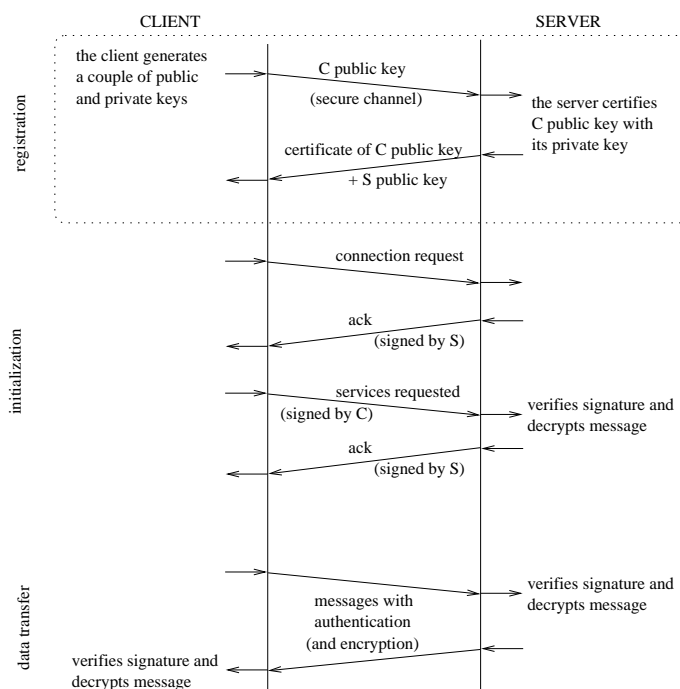 CLIENT
SERVER
the client generates
a couple of public
and private keys
C public key
(secure channel)
the server certifies
C public key with
its private key
certificate of C public key
+ S public key
registration
connection request
ack
(signed by S)
services requested
(signed by C)
verifies signature and
decrypts message
ack
(signed by S)
initialization
verifies signature and
decrypts message
messages with
authentication
(and encryption)
verifies signature and
decrypts message
data transfer